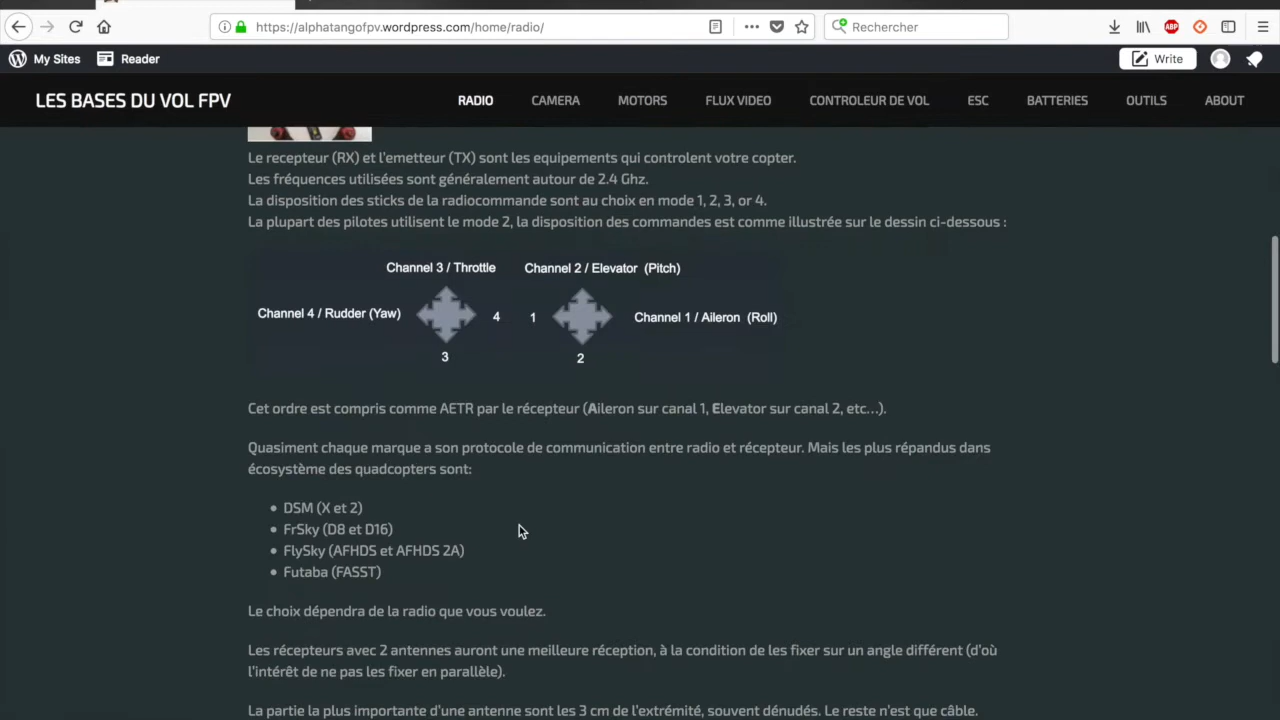 https://alphatangofpv.wordpress.com/home/radio/
Rechercher
ABP
My Sites
Reader
Write
LES BASES DU VOL FPV
RADIO
CAMERA
MOTORS
FLUX VIDEO
CONTROLEUR DE VOL
ESC
BATTERIES
OUTILS
ABOUT
Le recepteur (RX) et l'emetteur (TX) sont les equipements qui controlent votre copter.
Les fréquences utilisées sont généralement autour de 2.4 Ghz.
La disposition des sticks de la radiocommande sont au choix en mode 1, 2, 3, or 4.
La plupart des pilotes utilisent le mode 2, la disposition des commandes est comme illustrée sur le dessin ci-dessous :
Channel 3 / Throttle
Channel 2 / Elevator (Pitch)
Channel 4 / Rudder (Yaw)
4
1
Channel 1 / Aileron (Roll)
3
2
Cet ordre est compris comme AETR par le récepteur (Aileron sur canal 1, Elevator sur canal 2, etc…).
Quasiment chaque marque a son protocole de communication entre radio et récepteur. Mais les plus répandus dans
écosystème des quadcopters sont:
DSM (X et 2)
FrSky (D8 et D16)
FlySky (AFHDS et AFHDS 2A)
Futaba (FASST)
Le choix dépendra de la radio que vous voulez.
Les récepteurs avec 2 antennes auront une meilleure réception, à la condition de les fixer sur un angle différent (d'où
l'intérêt de ne pas les fixer en parallèle).
La partie la plus importante d'une antenne sont les 3 cm de l'extrémité, souvent dénudés. Le reste n'est que câble.